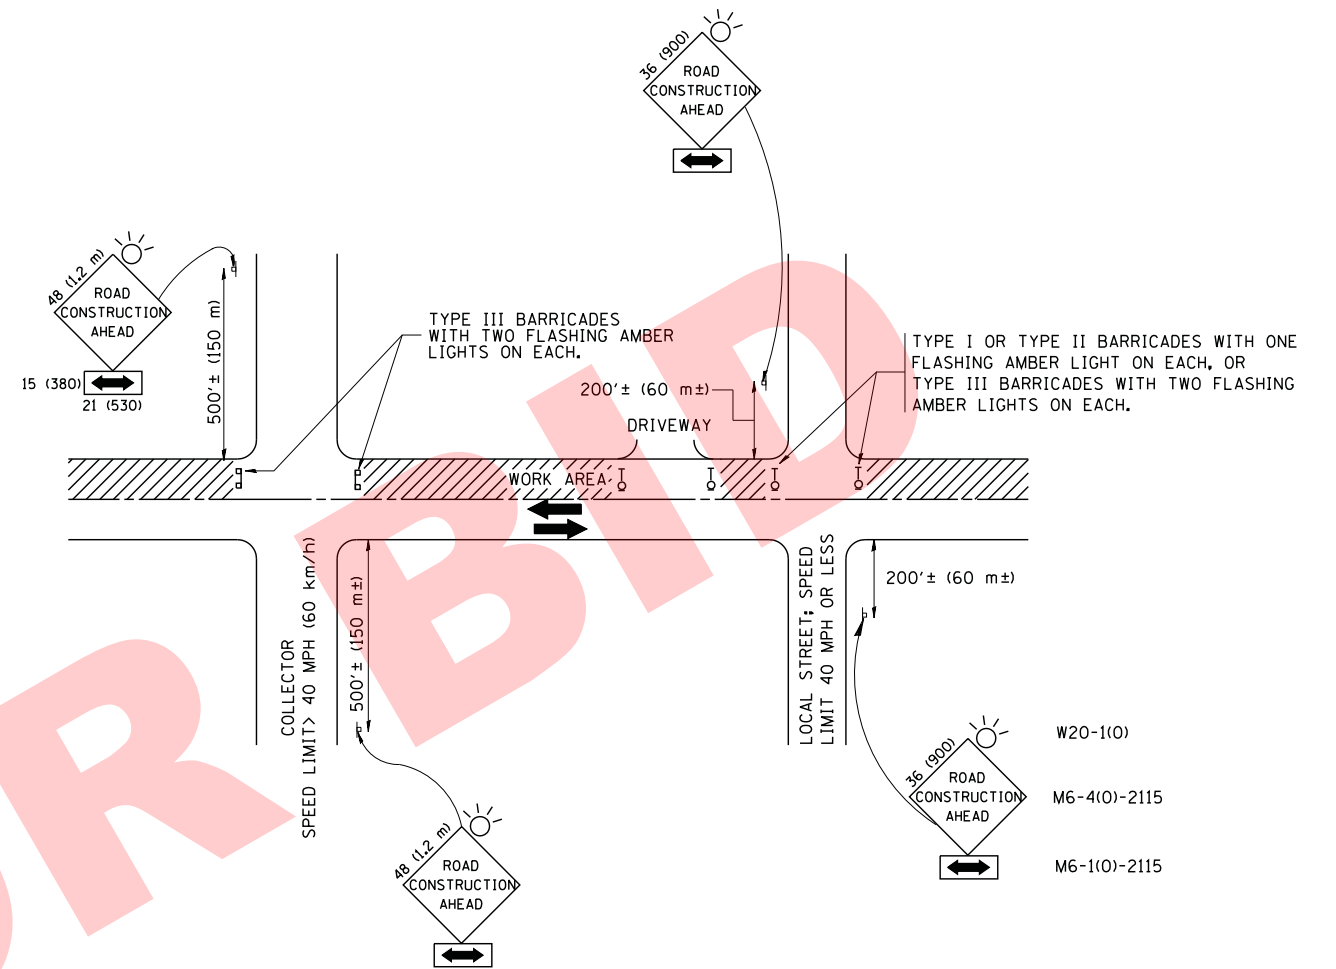 36 (900)
ROAD
CONSTRUCTION
AHEAD
48 (1.2 m)
ROAD
CONSTRUCTION
AHEAD
15 (380)
21 (530)
500'± (150 m)
TYPE III BARRICADES
WITH TWO FLASHING AMBER
LIGHTS ON EACH.
200'± (60 m±)
DRIVEWAY
TYPE I OR TYPE II BARRICADES WITH ONE
FLASHING AMBER LIGHT ON EACH, OR
TYPE III BARRICADES WITH TWO FLASHING
AMBER LIGHTS ON EACH.
WORK AREA
COLLECTOR
SPEED LIMIT> 40 MPH (60 km/h)
500'± (150 m±)
LOCAL STREET; SPEED
LIMIT 40 MPH OR LESS
200'± (60 m±)
36 (900)
ROAD
CONSTRUCTION
AHEAD
W20-1(O)
M6-4(O)-2115
M6-1(O)-2115
48 (1.2 m)
ROAD
CONSTRUCTION
AHEAD
OR BID